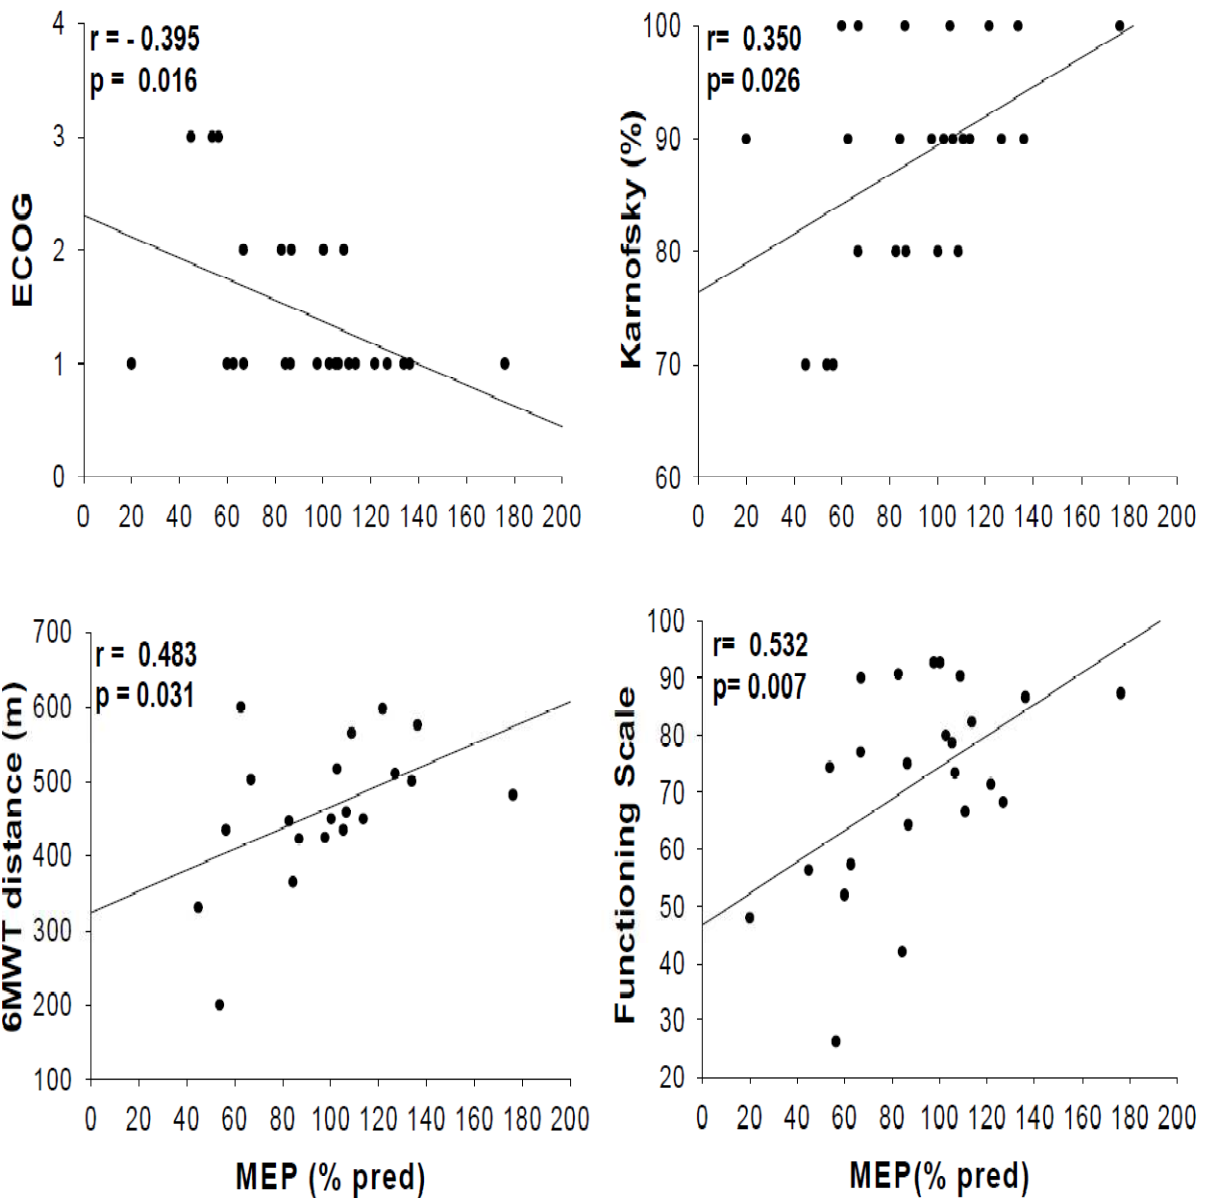 r = - 0.395
p = 0.016
ECOG
4
3
2
1
0
0 20 40 60 80 100 120 140 160 180 200
r= 0.350
p= 0.026
Karnofsky (%)
100
90
80
70
60
0 20 40 60 80 100 120 140 160 180 200
r = 0.483
p = 0.031
6MWT distance (m)
700
600
500
400
300
200
100
0 20 40 60 80 100 120 140 160 180 200
MEP (% pred)
r= 0.532
p= 0.007
Functioning Scale
100
90
80
70
60
50
40
30
20
0 20 40 60 80 100 120 140 160 180 200
MEP(% pred)